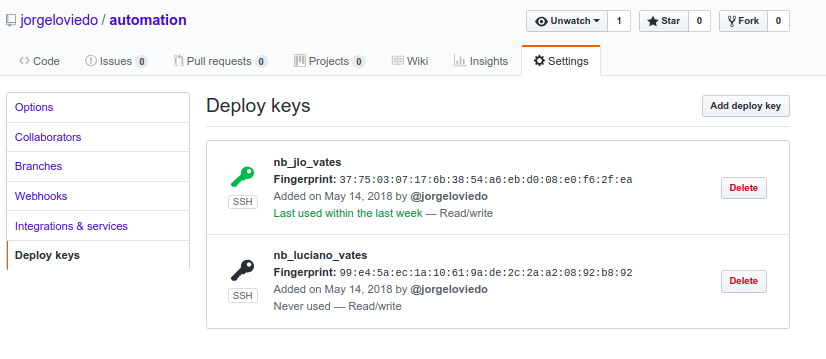 jorgeloviedo / automation
Unwatch 1 Star 0 Fork 0
Code Issues 0 Pull requests 0 Projects 0 Wiki Insights Settings
Options
Collaborators
Branches
Webhooks
Integrations & services
Deploy keys
Deploy keys Add deploy key
nb_jlo_vates
Fingerprint: 37:75:03:07:17:6b:38:54:a6:eb:d0:08:e0:f6:2f:ea
Added on May 14, 2018 by @jorgeloviedo
Last used within the last week — Read/write
SSH
Delete
nb_luciano_vates
Fingerprint: 99:e4:5a:ec:1a:10:61:9a:de:2c:2a:a2:08:92:b8:92
Added on May 14, 2018 by @jorgeloviedo
Never used — Read/write
SSH
Delete